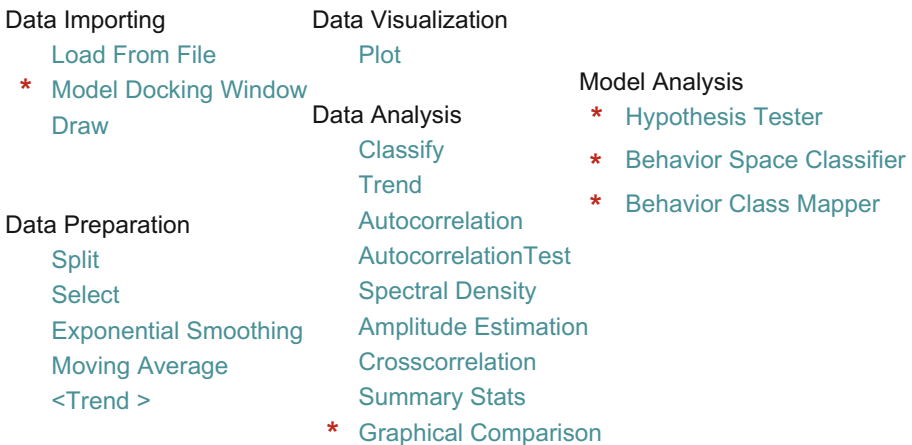 Data Importing
Load From File
* Model Docking Window
Draw
Data Preparation
Split
Select
Exponential Smoothing
Moving Average
<Trend >
Data Visualization
Plot
Data Analysis
Classify
Trend
Autocorrelation
AutocorrelationTest
Spectral Density
Amplitude Estimation
Crosscorrelation
Summary Stats
* Graphical Comparison
Model Analysis
* Hypothesis Tester
* Behavior Space Classifier
* Behavior Class Mapper